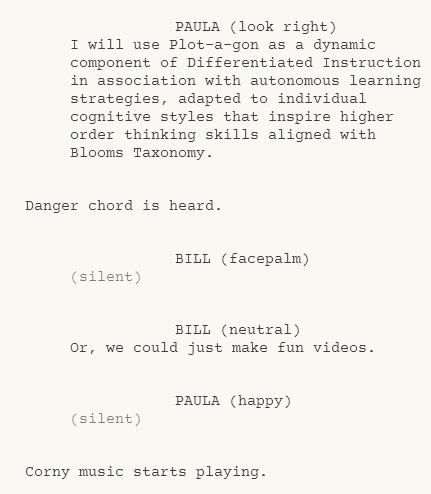 PAULA (look right)
I will use Plot-a-gon as a dynamic
component of Differentiated Instruction
in association with autonomous learning
strategies, adapted to individual
cognitive styles that inspire higher
order thinking skills aligned with
Blooms Taxonomy.
Danger chord is heard.
BILL (facepalm)
(silent)
BILL (neutral)
Or, we could just make fun videos.
PAULA (happy)
(silent)
Corny music starts playing.